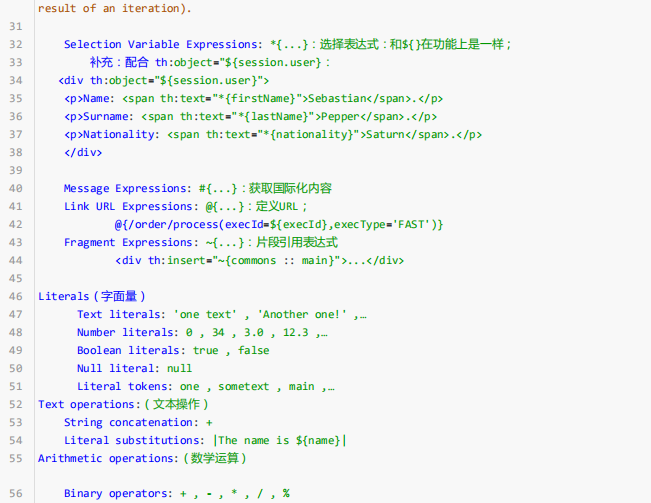 result of an iteration).
31
32 Selection Variable Expressions: *{...}：选择表达式：和${}在功能上是一样；
33 补充：配合 th:object="${session.user}：
34 <div th:object="${session.user}">
35 <p>Name: <span th:text="*{firstName}">Sebastian</span>.</p>
36 <p>Surname: <span th:text="*{lastName}">Pepper</span>.</p>
37 <p>Nationality: <span th:text="*{nationality}">Saturn</span>.</p>
38 </div>
39
40 Message Expressions: #{...}：获取国际化内容
41 Link URL Expressions: @{...}：定义URL；
42 @{/order/process(execId=${execId},execType='FAST')}
43 Fragment Expressions: ~{...}：片段引用表达式
44 <div th:insert="~{commons :: main}">...</div>
45
46 Literals（字面量）
47 Text literals: 'one text' , 'Another one!' ,…
48 Number literals: 0 , 34 , 3.0 , 12.3 ,…
49 Boolean literals: true , false
50 Null literal: null
51 Literal tokens: one , sometext , main ,…
52 Text operations:（文本操作）
53 String concatenation: +
54 Literal substitutions: |The name is ${name}|
55 Arithmetic operations:（数学运算）
56 Binary operators: + , - , * , / , %